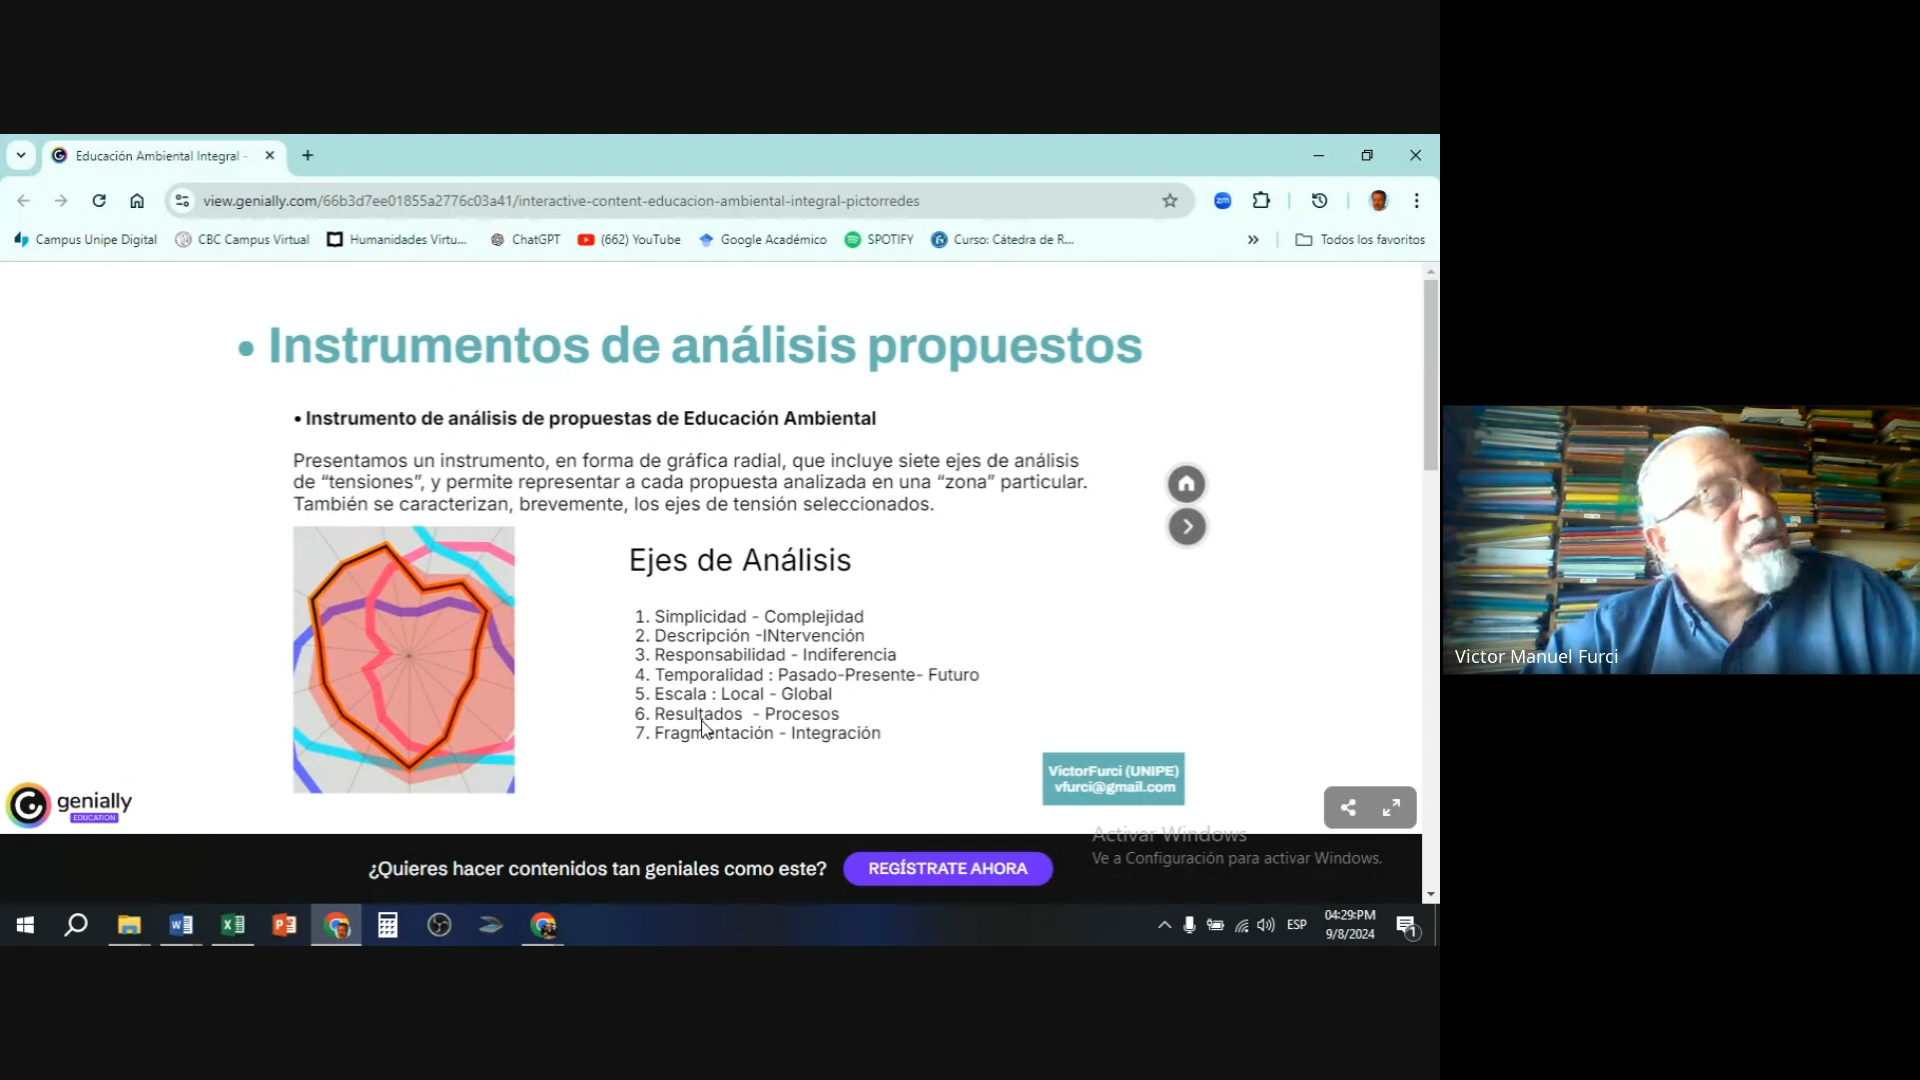 Educación Ambiental Integral -
view.genially.com/66b3d7ee01855a2776c03a41/interactive-content-educacion-ambiental-integral-pictorredes
zm
Campus Unipe Digital
CBC Campus Virtual
Humanidades Virtu...
ChatGPT
(662) YouTube
Google Académico
SPOTIFY
Curso: Cátedra de R...
»
Todos los favoritos
• Instrumentos de análisis propuestos
• Instrumento de análisis de propuestas de Educación Ambiental
Presentamos un instrumento, en forma de gráfica radial, que incluye siete ejes de análisis
de “tensiones”, y permite representar a cada propuesta analizada en una “zona” particular.
También se caracterizan, brevemente, los ejes de tensión seleccionados.
Ejes de Análisis
1. Simplicidad - Complejidad
2. Descripción -INtervención
3. Responsabilidad - Indiferencia
4. Temporalidad : Pasado-Presente- Futuro
5. Escala : Local - Global
6. Resultados - Procesos
7. Fragmentación - Integración
VictorFurci (UNIPE)
vfurci@gmail.com
genially
EDUCATION
Activar Windows
Ve a Configuración para activar Windows.
¿Quieres hacer contenidos tan geniales como este?
REGÍSTRATE AHORA
ESP
04:29:PM
9/8/2024
1
Victor Manuel Furci